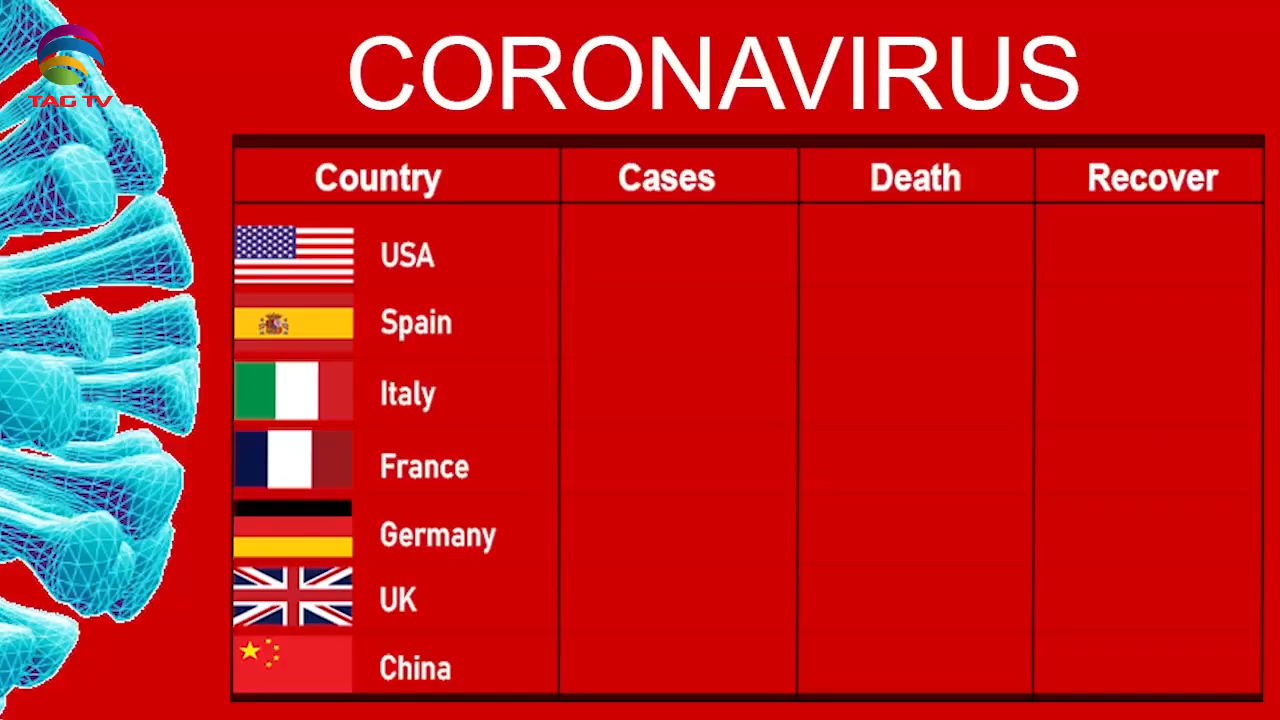 TAG TV
CORONAVIRUS
Country Cases Death Recover
USA
Spain
Italy
France
Germany
UK
China